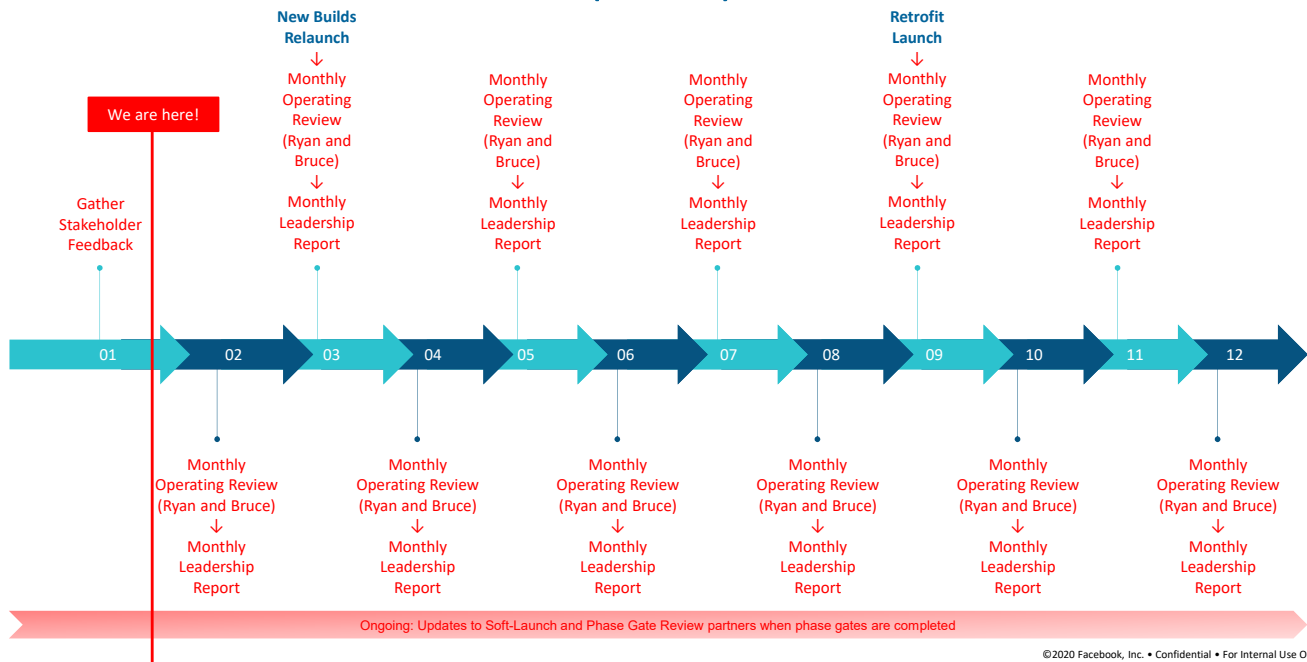 New Builds
Relaunch
↓
Monthly
Operating
Review
(Ryan and
Bruce)
↓
Monthly
Leadership
Report
Monthly
Operating
Review
(Ryan and
Bruce)
↓
Monthly
Leadership
Report
Monthly
Operating
Review
(Ryan and
Bruce)
↓
Monthly
Leadership
Report
Retrofit
Launch
↓
Monthly
Operating
Review
(Ryan and
Bruce)
↓
Monthly
Leadership
Report
Monthly
Operating
Review
(Ryan and
Bruce)
↓
Monthly
Leadership
Report
We are here!
Gather
Stakeholder
Feedback
01
02
03
04
05
06
07
08
09
10
11
12
Monthly
Operating Review
(Ryan and Bruce)
↓
Monthly
Leadership
Report
Monthly
Operating Review
(Ryan and Bruce)
↓
Monthly
Leadership
Report
Monthly
Operating Review
(Ryan and Bruce)
↓
Monthly
Leadership
Report
Monthly
Operating Review
(Ryan and Bruce)
↓
Monthly
Leadership
Report
Monthly
Operating Review
(Ryan and Bruce)
↓
Monthly
Leadership
Report
Monthly
Operating Review
(Ryan and Bruce)
↓
Monthly
Leadership
Report
Ongoing: Updates to Soft-Launch and Phase Gate Review partners when phase gates are completed
©2020 Facebook, Inc. • Confidential • For Internal Use O